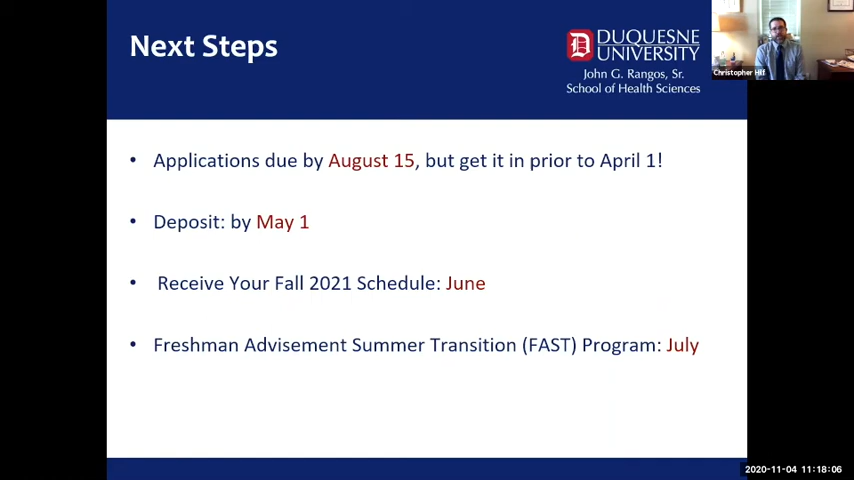 Next Steps
DUQUESNE
UNIVERSITY
John G. Rangos, Sr.
School of Health Sciences
Christopher Hilf
• Applications due by August 15, but get it in prior to April 1!
• Deposit: by May 1
• Receive Your Fall 2021 Schedule: June
• Freshman Advisement Summer Transition (FAST) Program: July
2020-11-04 11:18:06